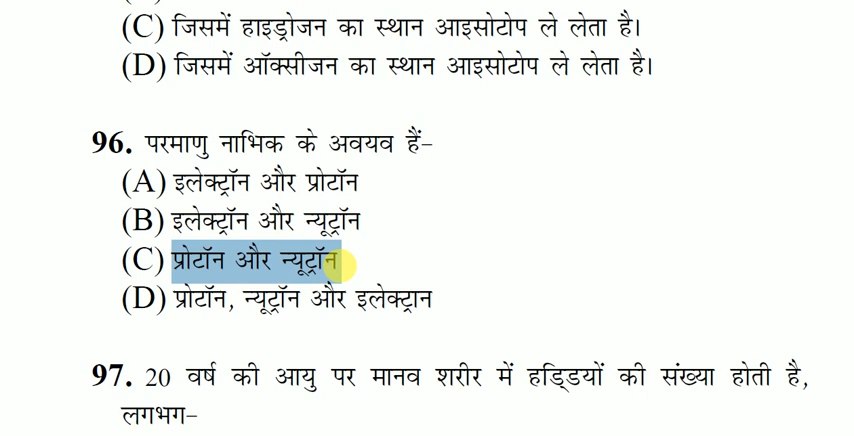 (C) जिसमें हाइड्रोजन का स्थान आइसोटोप ले लेता है।
(D) जिसमें ऑक्सीजन का स्थान आइसोटोप ले लेता है।
96. परमाणु नाभिक के अवयव हैं–
(A) इलेक्ट्रॉन और प्रोटॉन
(B) इलेक्ट्रॉन और न्यूट्रॉन
(C) प्रोटॉन और न्यूट्रॉन
(D) प्रोटॉन, न्यूट्रॉन और इलेक्ट्रान
97. 20 वर्ष की आयु पर मानव शरीर में हड्डियों की संख्या होती है,
लगभग–